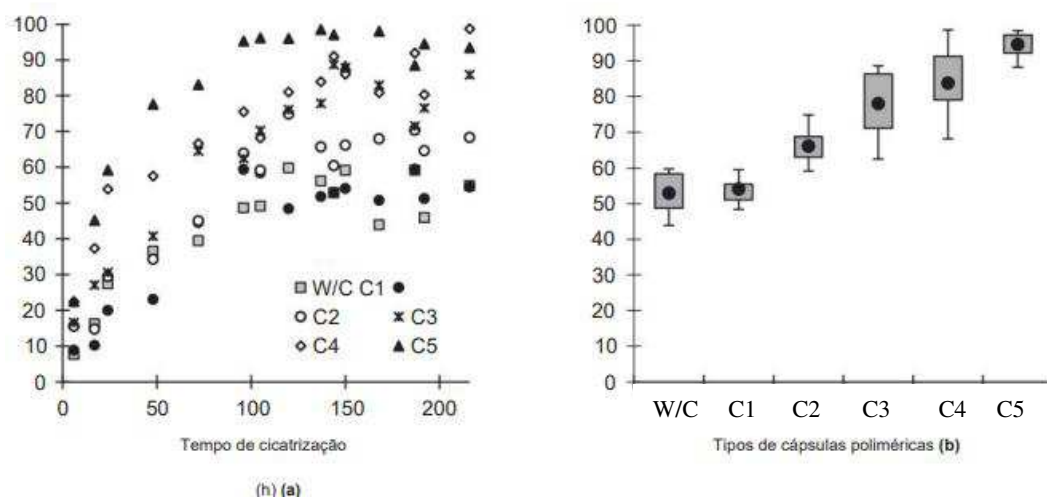 100
90
80
70
60
50
40
30
20
10
0
0 50 100 150 200
W/C C1
C2 C3
C4 C5
Tempo de cicatrização
(h) (a)
100
90
80
70
60
50
40
30
20
10
0
W/C C1 C2 C3 C4 C5
Tipos de cápsulas poliméricas (b)